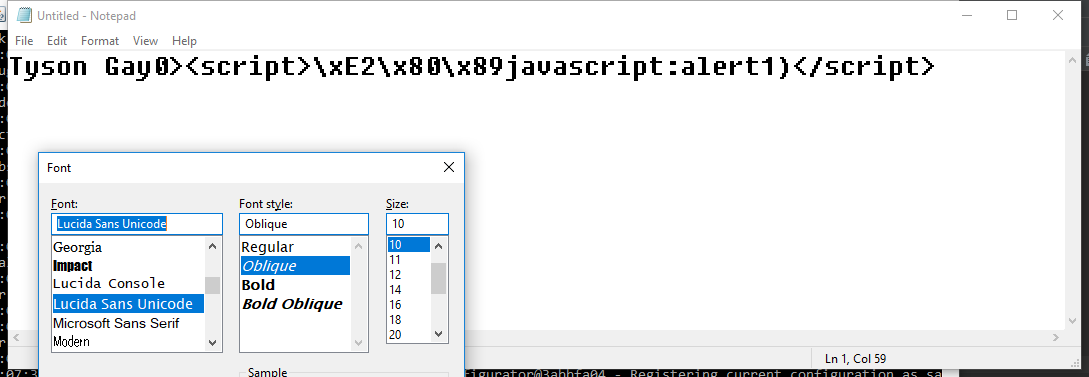 Untitled - Notepad
File Edit Format View Help
Tyson Gay0><script>\xE2\x80\x89javascript:alert1)</script>
Font
Font: Font style: Size:
Lucida Sans Unicode Oblique 10
Georgia Regular 10
Impact Oblique 11
Lucida Console Bold 12
Lucida Sans Unicode Bold Oblique 14
Microsoft Sans Serif 16
Modern 18
20
Sample
Ln 1, Col 59
figurator@3abbfa04 - Registering current configuration as sa